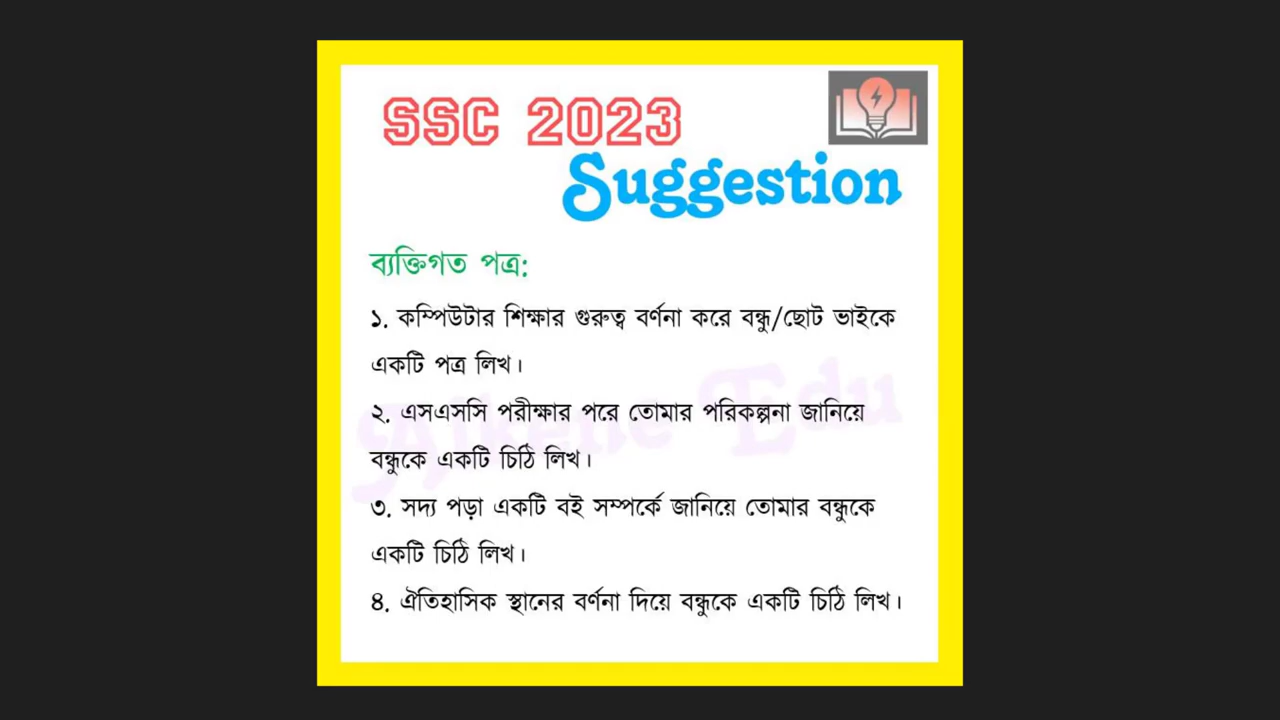 SSC 2023
Suggestion
ব্যক্তিগত পত্র:
১. কম্পিউটার শিক্ষার গুরুত্ব বর্ণনা করে বন্ধু/ছোট ভাইকে
একটি পত্র লিখ।
২. এসএসসি পরীক্ষার পরে তোমার পরিকল্পনা জানিয়ে
বন্ধুকে একটি চিঠি লিখ।
৩. সদ্য পড়া একটি বই সম্পর্কে জানিয়ে তোমার বন্ধুকে
একটি চিঠি লিখ।
৪. ঐতিহাসিক স্থানের বর্ণনা দিয়ে বন্ধুকে একটি চিঠি লিখ।
Alkene Edu